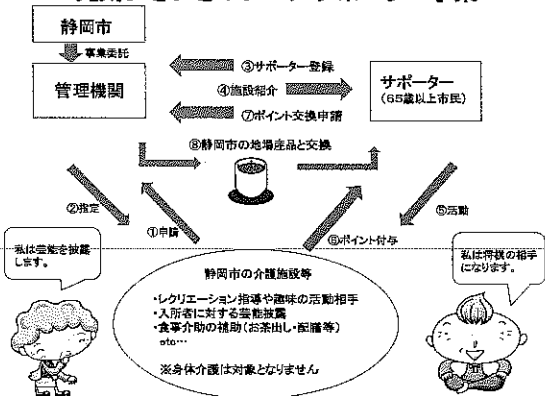 静岡市
事業委託
管理機関
③サポーター登録
④施設紹介
⑦ポイント交換申請
サポーター
（65歳以上市民）
⑧静岡市の地場産品と交換
②指定
①申請
⑥ポイント付与
⑤活動
私は芸能を披露
します。
私は将棋の相手
になります。
静岡市の介護施設等
・レクリエーション指導や趣味の活動相手
・入所者に対する芸能披露
・食事介助の補助（お茶出し・配膳等）
etc…
※身体介護は対象となりません